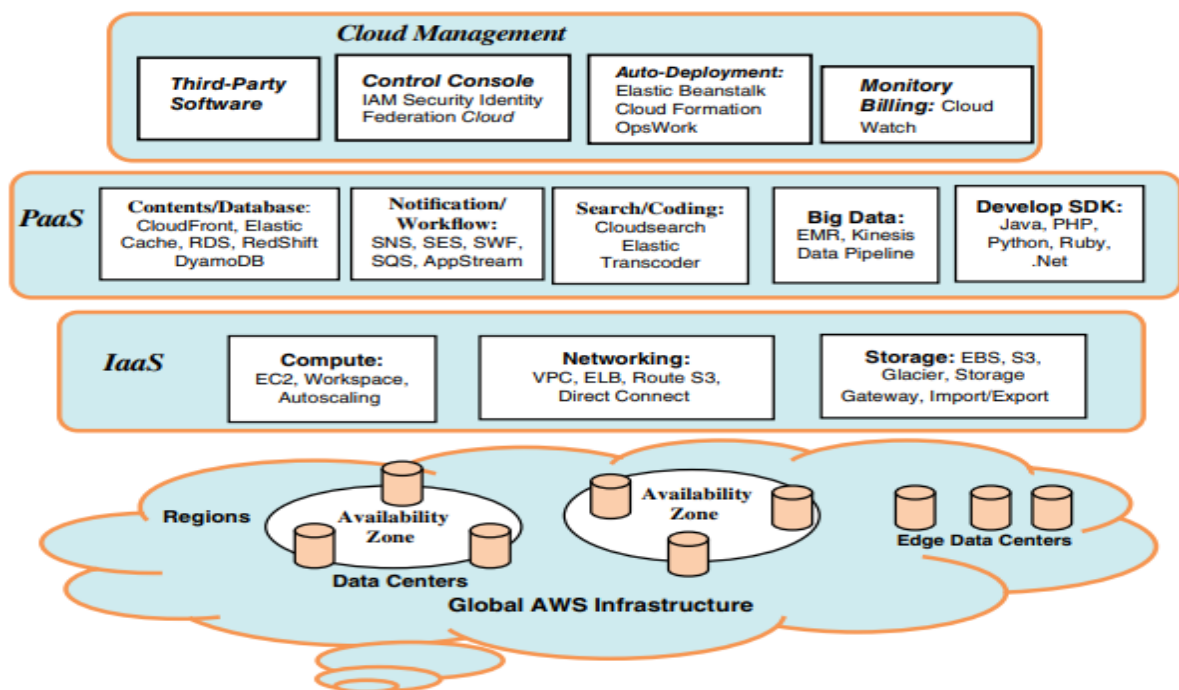 Cloud Management
Third-Party
Software
Control Console
IAM Security Identity
Federation Cloud
Auto-Deployment:
Elastic Beanstalk
Cloud Formation
OpsWork
Monitory
Billing: Cloud
Watch
PaaS
Contents/Database:
CloudFront, Elastic
Cache, RDS, RedShift
DyamoDB
Notification/
Workflow:
SNS, SES, SWF,
SQS, AppStream
Search/Coding:
Cloudsearch
Elastic
Transcoder
Big Data:
EMR, Kinesis
Data Pipeline
Develop SDK:
Java, PHP,
Python, Ruby,
.Net
IaaS
Compute:
EC2, Workspace,
Autoscaling
Networking:
VPC, ELB, Route S3,
Direct Connect
Storage: EBS, S3,
Glacier, Storage
Gateway, Import/Export
Regions
Availability
Zone
Data Centers
Availability
Zone
Edge Data Centers
Global AWS Infrastructure